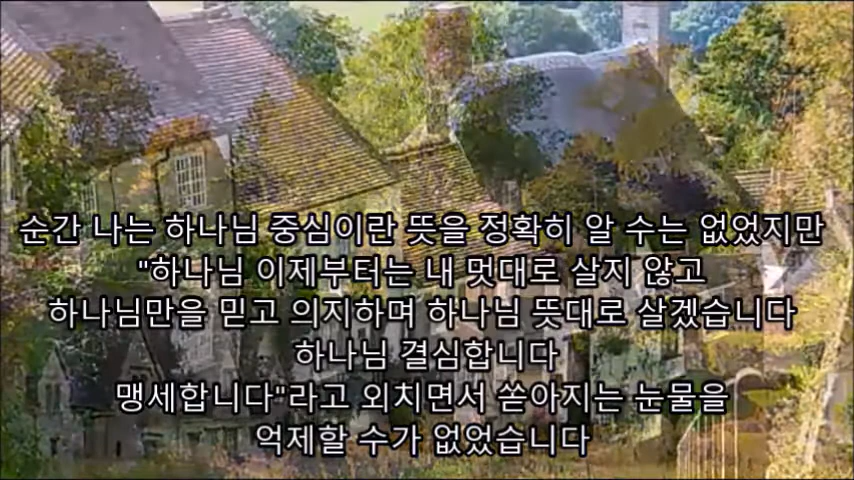 순간 나는 하나님 중심이란 뜻을 정확히 알 수는 없었지만
"하나님 이제부터는 내 멋대로 살지 않고
하나님만을 믿고 의지하며 하나님 뜻대로 살겠습니다
하나님 결심합니다
맹세합니다"라고 외치면서 쏟아지는 눈물을
억제할 수가 없었습니다